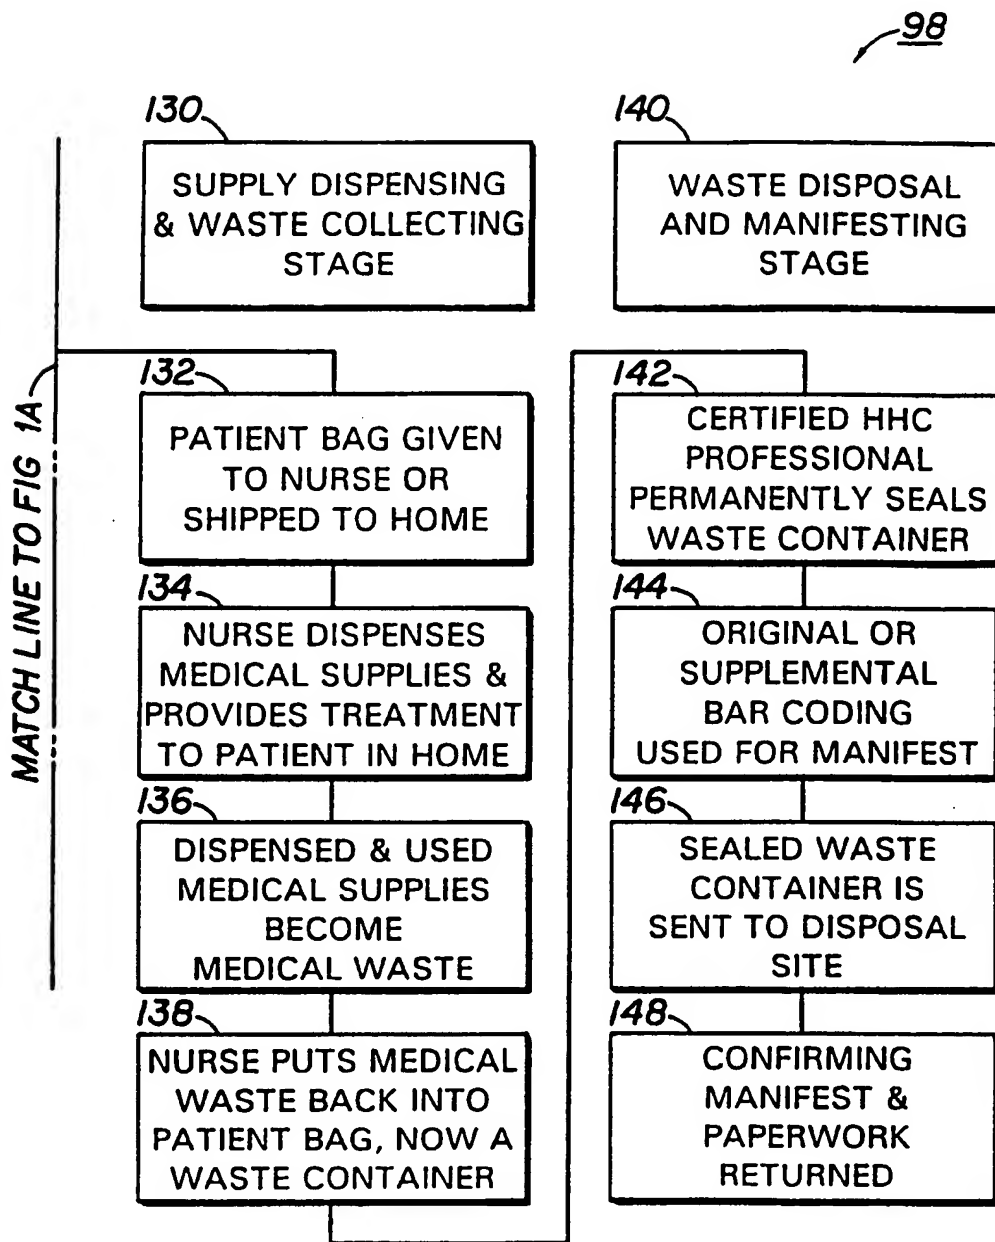 98
130
SUPPLY DISPENSING
& WASTE COLLECTING
STAGE
140
WASTE DISPOSAL
AND MANIFESTING
STAGE
MATCH LINE TO FIG 1A
132
PATIENT BAG GIVEN
TO NURSE OR
SHIPPED TO HOME
134
NURSE DISPENSES
MEDICAL SUPPLIES &
PROVIDES TREATMENT
TO PATIENT IN HOME
136
DISPENSED & USED
MEDICAL SUPPLIES
BECOME
MEDICAL WASTE
138
NURSE PUTS MEDICAL
WASTE BACK INTO
PATIENT BAG, NOW A
WASTE CONTAINER
142
CERTIFIED HHC
PROFESSIONAL
PERMANENTLY SEALS
WASTE CONTAINER
144
ORIGINAL OR
SUPPLEMENTAL
BAR CODING
USED FOR MANIFEST
146
SEALED WASTE
CONTAINER IS
SENT TO DISPOSAL
SITE
148
CONFIRMING
MANIFEST &
PAPERWORK
RETURNED